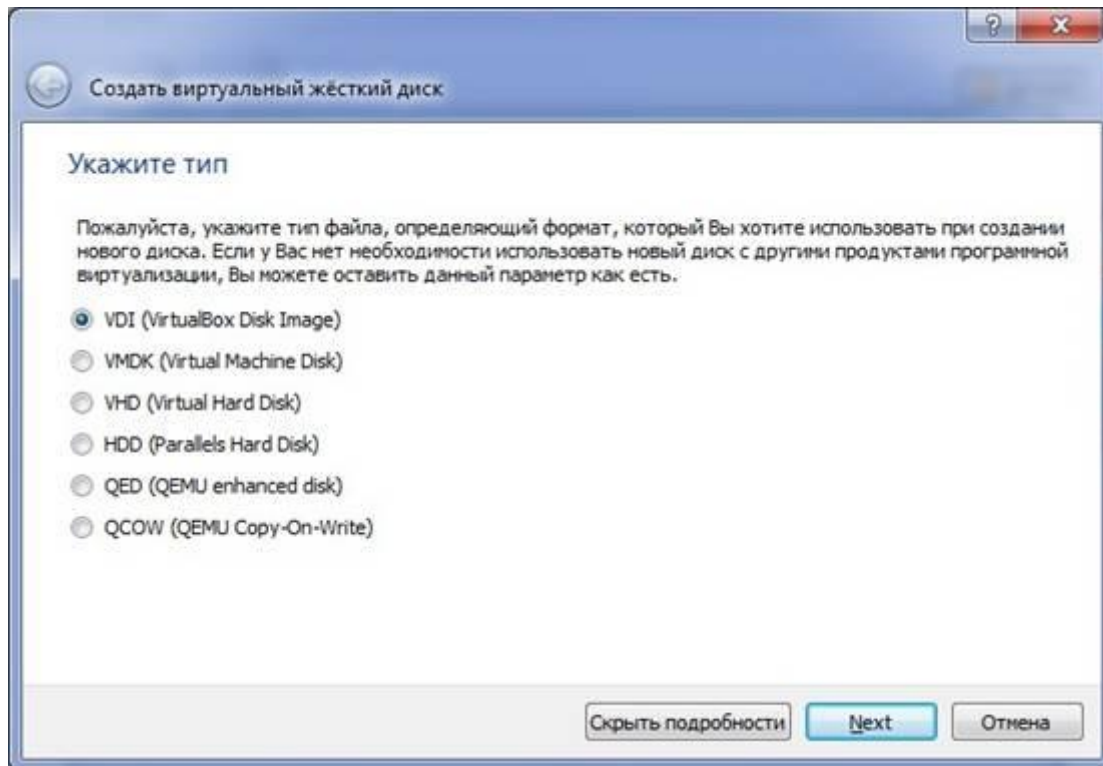 Создать виртуальный жёсткий диск
Укажите тип
Пожалуйста, укажите тип файла, определяющий формат, который Вы хотите использовать при создании
нового диска. Если у Вас нет необходимости использовать новый диск с другими продуктами программной
виртуализации, Вы можете оставить данный параметр как есть.
VDI (VirtualBox Disk Image)
VMDK (Virtual Machine Disk)
VHD (Virtual Hard Disk)
HDD (Parallels Hard Disk)
QED (QEMU enhanced disk)
QCOW (QEMU Copy-On-Write)
Скрыть подробности Next Отмена